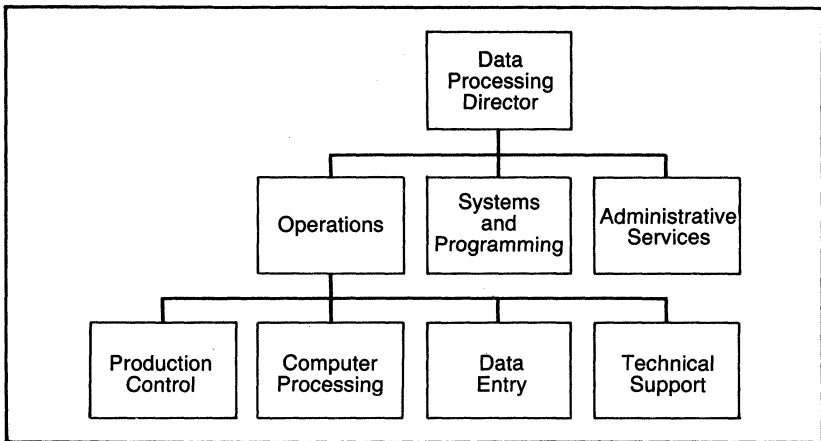 Data
Processing
Director
Operations
Systems
and
Programming
Administrative
Services
Production
Control
Computer
Processing
Data
Entry
Technical
Support